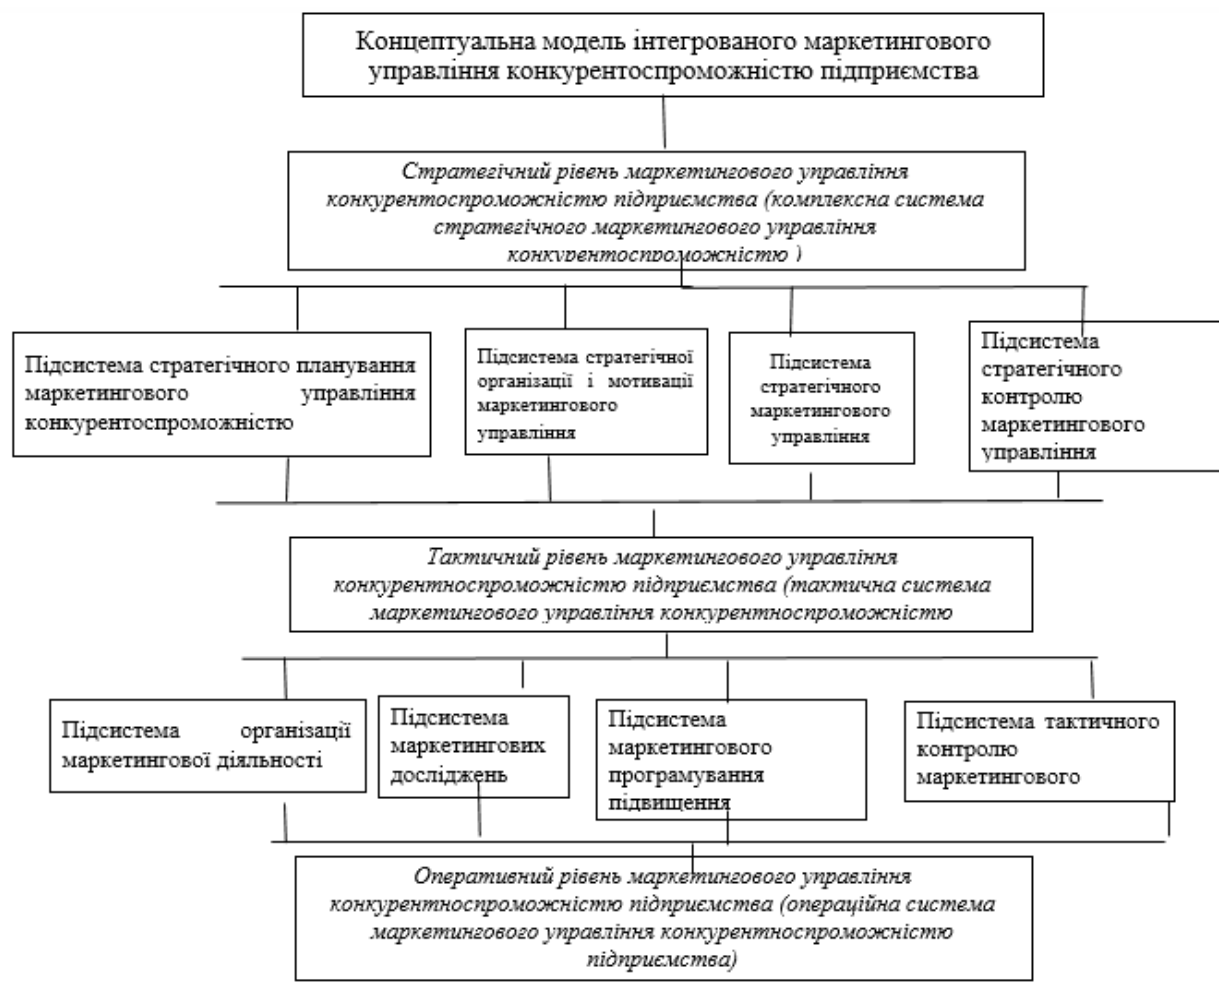 Концептуальна модель інтегрованого маркетингового
управління конкурентоспроможністю підприємства
Стратегічний рівень маркетингового управління
конкурентоспроможністю підприємства (комплексна система
стратегічного маркетингового управління
конкурентоспроможністю )
Підсистема стратегічного планування
маркетингового управління
конкурентоспроможністю
Підсистема стратегічної
організації і мотивації
маркетингового
управління
Підсистема
стратегічного
маркетингового
управління
Підсистема
стратегічного
контролю
маркетингового
управління
Тактичний рівень маркетингового управління
конкурентноспроможністю підприємства (тактична система
маркетингового управління конкурентноспроможністю
Підсистема організації
маркетингової діяльності
Підсистема
маркетингових
досліджень
Підсистема
маркетингового
програмування
підвищення
Підсистема тактичного
контролю
маркетингового
Оперативний рівень маркетингового управління
конкурентноспроможністю підприємства (операційна система
маркетингового управління конкурентноспроможністю
підприємства)